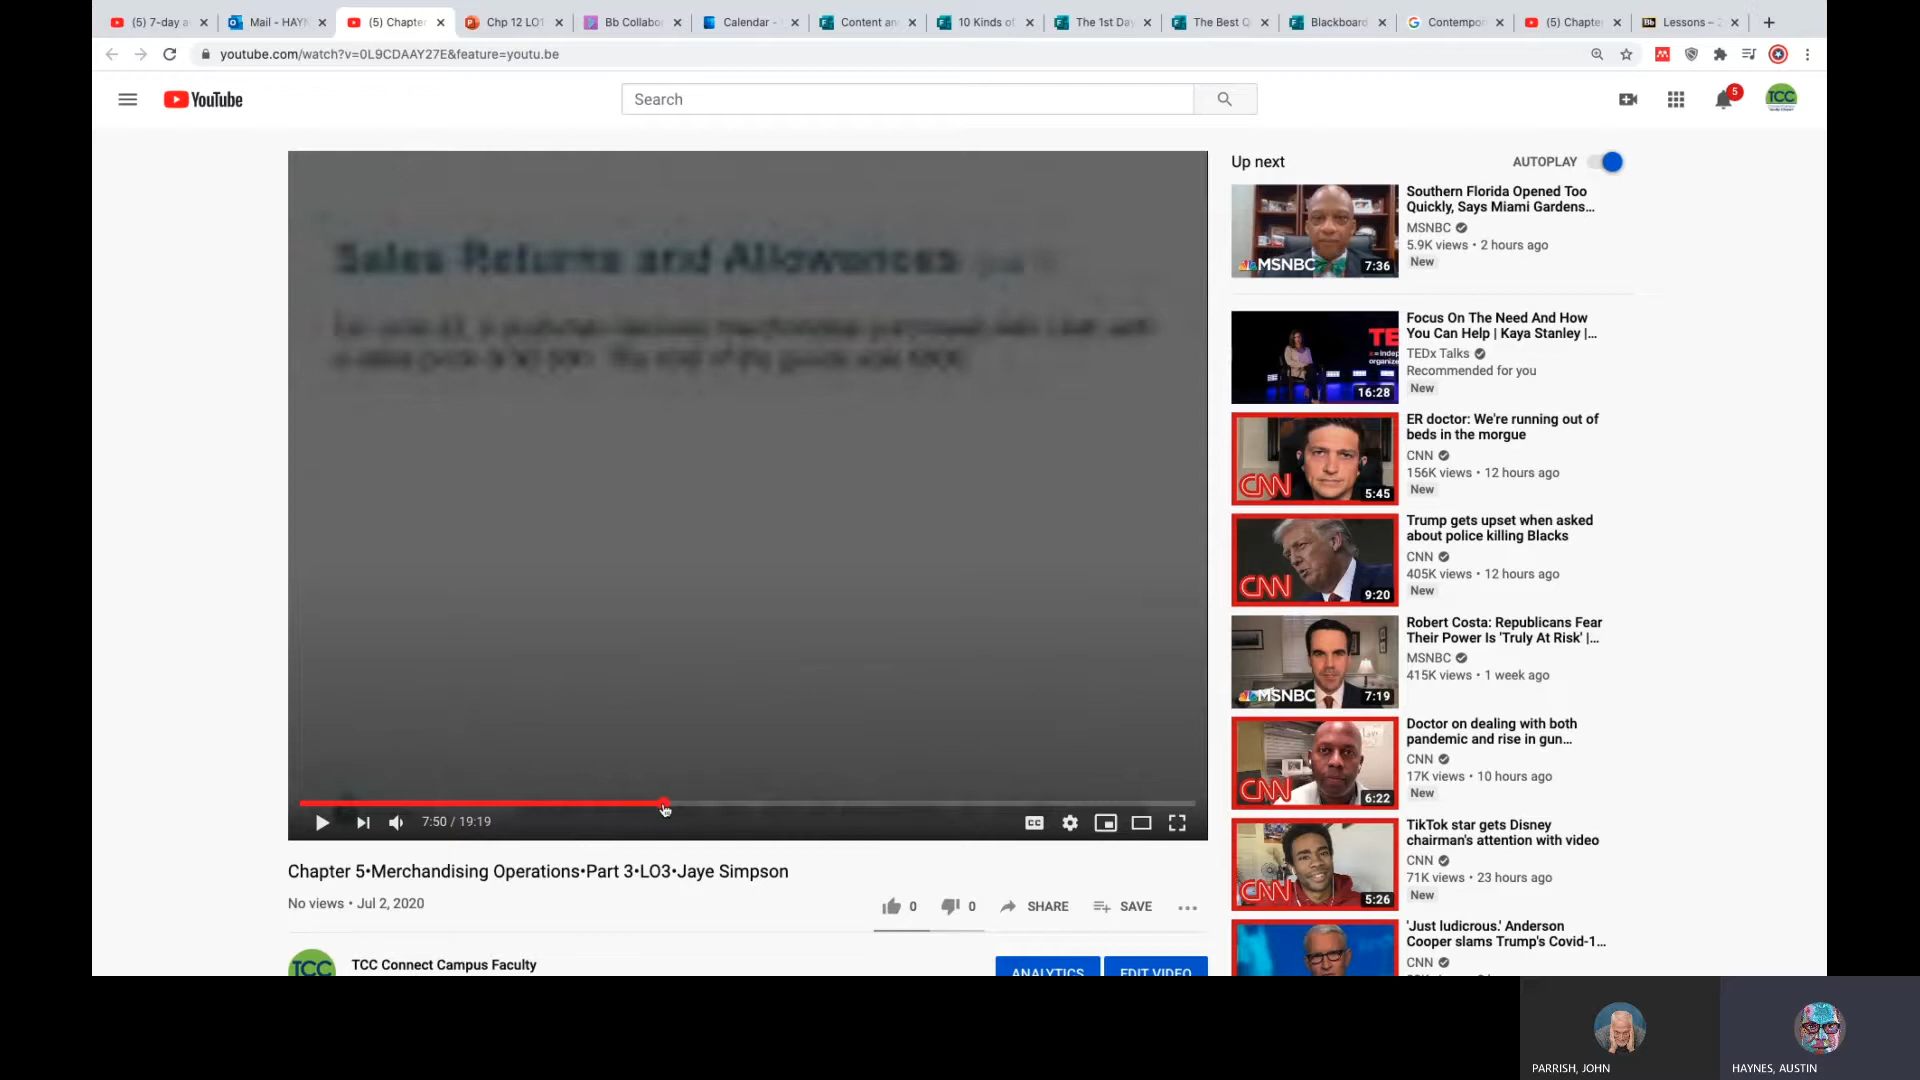 (5) 7-day a
Mail - HAYN
(5) Chapter
Chp 12 LO1
Bb Collabor
Calendar -
Content an
10 Kinds of
The 1st Day
The Best Q
Blackboard
Contempor
(5) Chapte
Lessons – 2
youtube.com/watch?v=0L9CDAAY27E&feature=youtu.be
YouTube
Search
5
TCC
Sales Returns and Allowances
7:50 / 19:19
CC
Chapter 5•Merchandising Operations•Part 3•LO3•Jaye Simpson
No views • Jul 2, 2020
0
0
SHARE
SAVE
TCC
TCC Connect Campus Faculty
ANALYTICS
EDIT VIDEO
Up next
AUTOPLAY
MSNBC
7:36
Southern Florida Opened Too
Quickly, Says Miami Gardens...
MSNBC
5.9K views • 2 hours ago
New
16:28
Focus On The Need And How
You Can Help | Kaya Stanley |...
TEDx Talks
Recommended for you
New
CNN
5:45
ER doctor: We're running out of
beds in the morgue
CNN
156K views • 12 hours ago
New
CNN
9:20
Trump gets upset when asked
about police killing Blacks
CNN
405K views • 12 hours ago
New
MSNBC
7:19
Robert Costa: Republicans Fear
Their Power Is 'Truly At Risk' |...
MSNBC
415K views • 1 week ago
CNN
6:22
Doctor on dealing with both
pandemic and rise in gun...
CNN
17K views • 10 hours ago
New
CNN
5:26
TikTok star gets Disney
chairman's attention with video
CNN
71K views • 23 hours ago
New
'Just ludicrous.' Anderson
Cooper slams Trump's Covid-1...
CNN
PARRISH, JOHN
HAYNES, AUSTIN